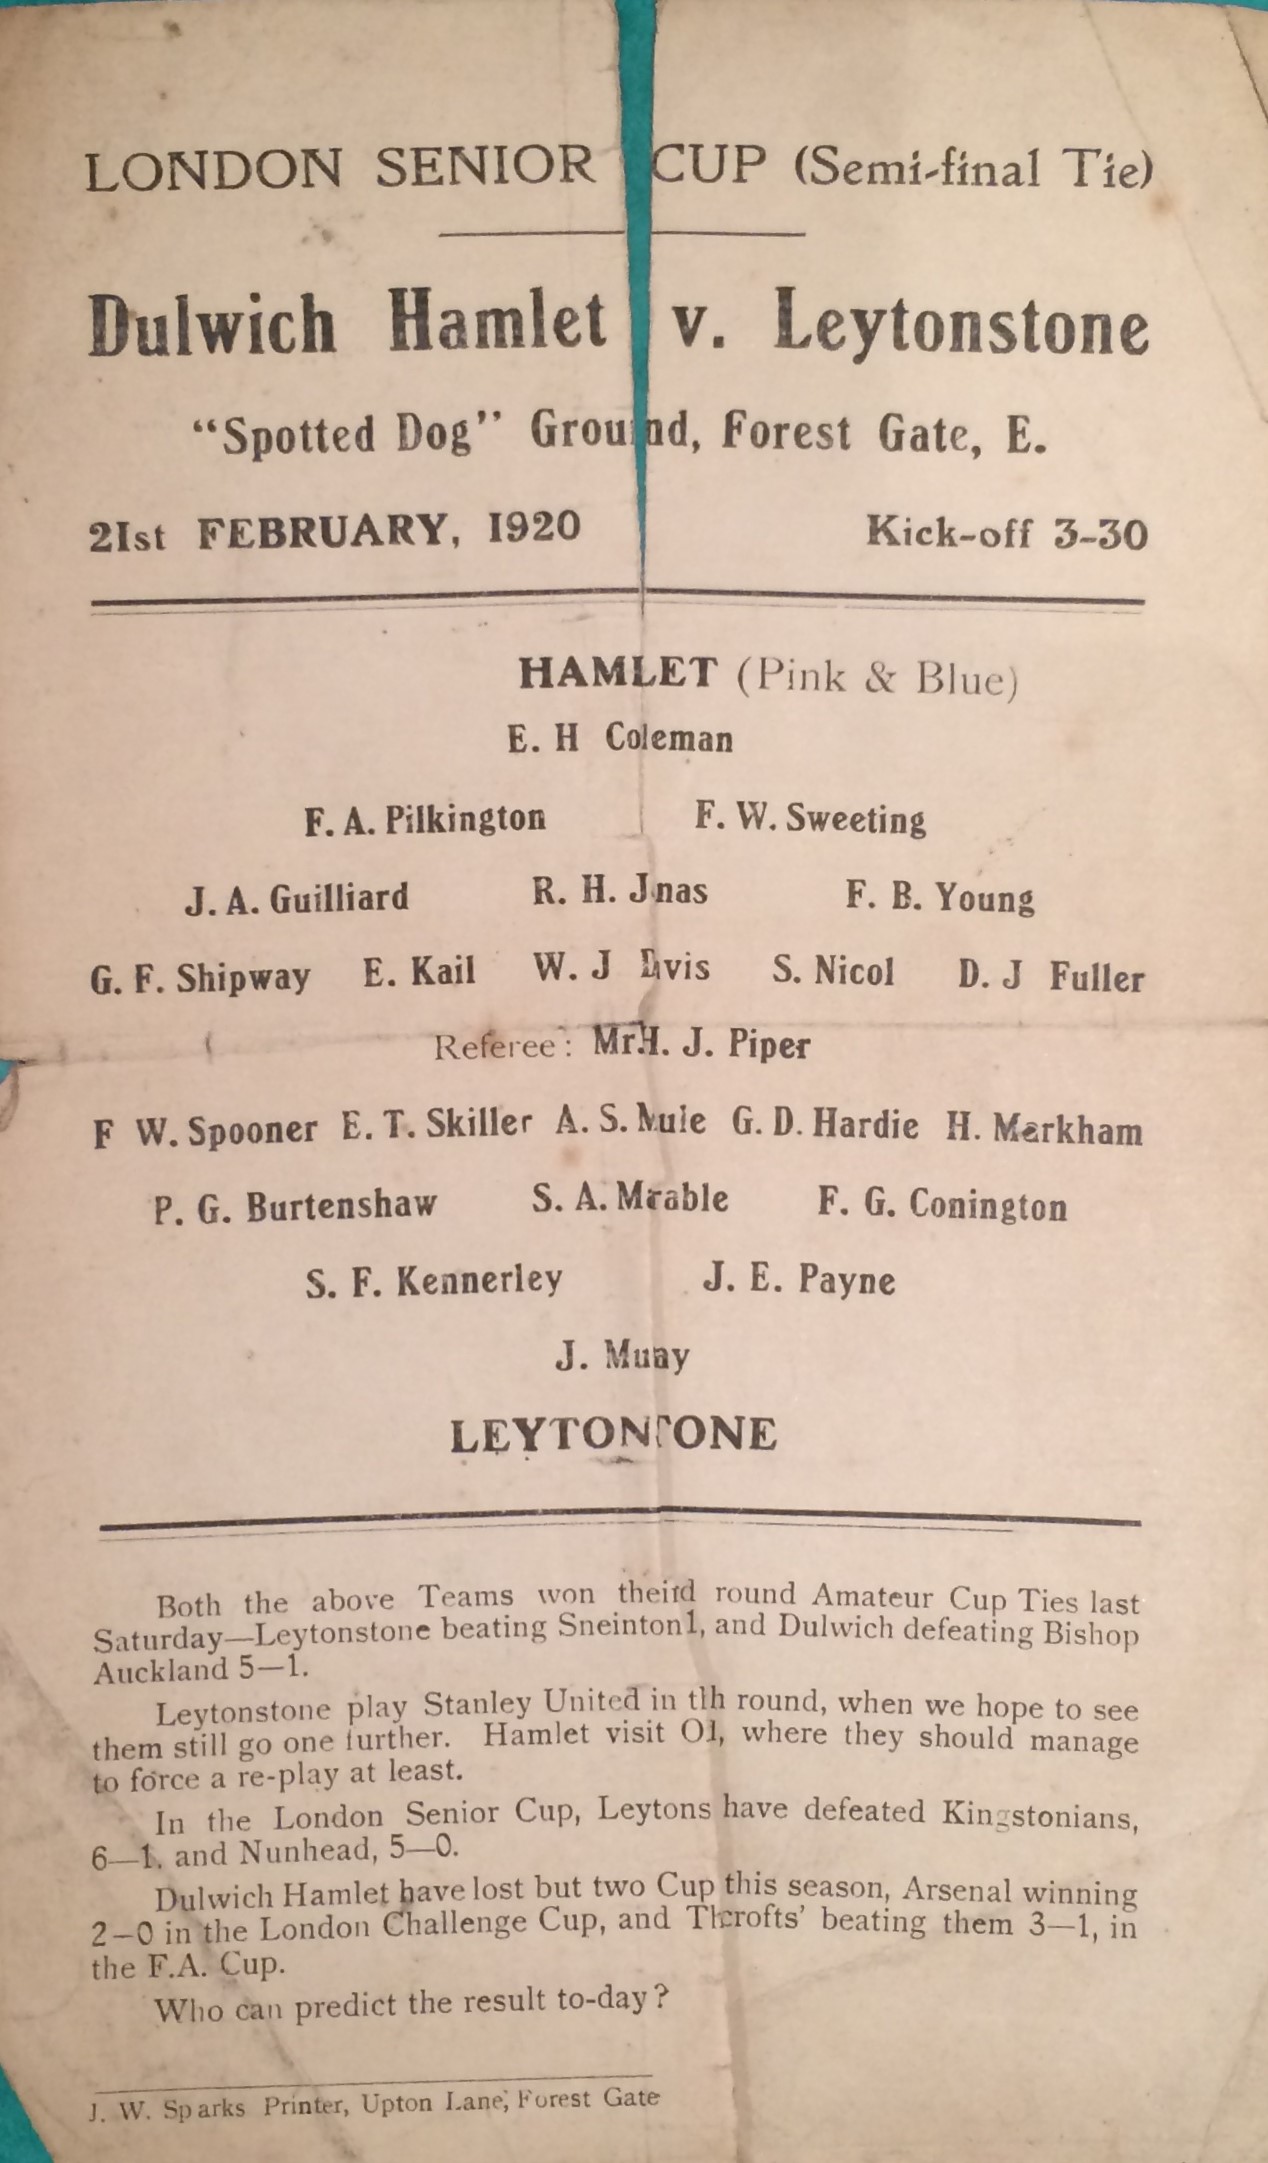 LONDON SENIOR CUP (Semi-final Tie)
Dulwich Hamlet v. Leytonstone
"Spotted Dog" Ground, Forest Gate, E.
21st FEBRUARY, 1920 Kick-off 3-30
HAMLET (Pink & Blue)
E. H Coleman
F. A. Pilkington F. W. Sweeting
J. A. Guilliard R. H. F. B. Young
G. F. Shipway E. Kail W. J S. Nicol D. J Fuller
Referee: Mr. H. J. Piper
F W. Spooner E. T. Skiller A. S. G. D. Hardie H. Markham
P. G. Burtenshaw S. A. F. G. Conington
S. F. Kennerley J. E. Payne
J.
Both the above Teams won round Amateur Cup Ties last
Saturday—Leytonstone beating and Dulwich defeating Bishop
Auckland 5—1.
Leytonstone play Stanley United in round, when we hope to see
them still go one further. Hamlet visit where they should manage
to force a re-play at least.
In the London Senior Cup, have defeated Kingstonians,
6—1. and Nunhead, 5—0.
Dulwich Hamlet have lost but two Cup this season, Arsenal winning
2—0 in the London Challenge Cup, and beating them 3—1, in
the F.A. Cup.
Who can predict the result to-day?
J. W. Sparks Printer, Upton Lane, Forest Gate